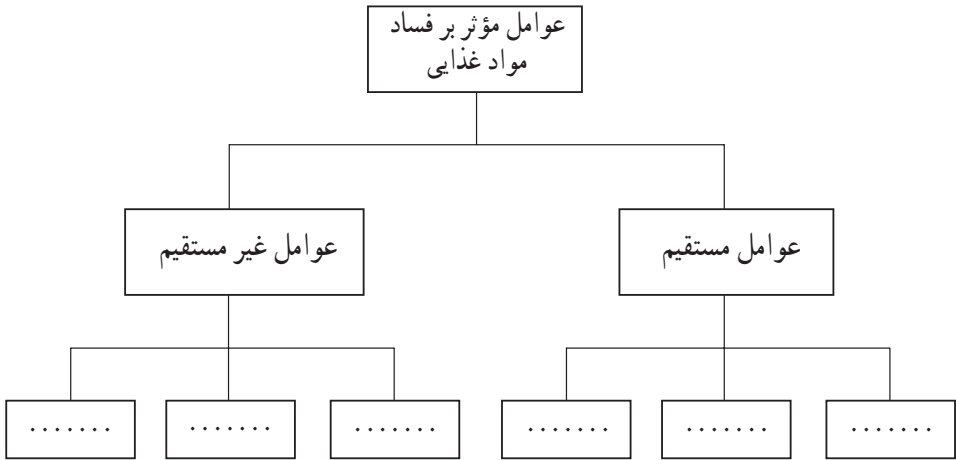 عوامل مؤثر بر فساد
مواد غذایی
عوامل مستقیم
عوامل غیر مستقیم
.......
.......
.......
.......
.......
.......